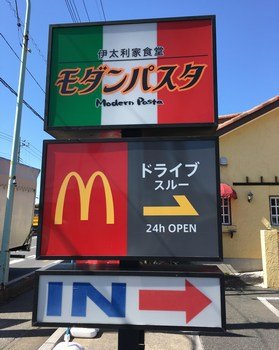 伊太利家食堂
モダンパスタ
Modern Pasta
ドライブ
スルー
24h OPEN
IN